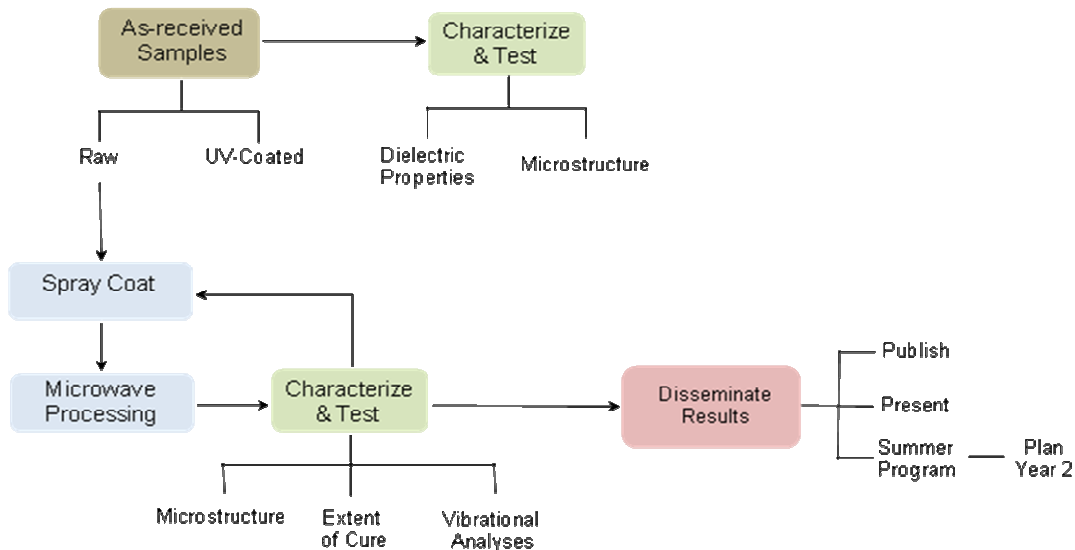 As-received
Samples
Characterize
& Test
Raw
UV-Coated
Dielectric
Properties
Microstructure
Spray Coat
Microwave
Processing
Characterize
& Test
Disseminate
Results
Publish
Present
Summer
Program
Plan
Year 2
Microstructure
Extent
of Cure
Vibrational
Analyses